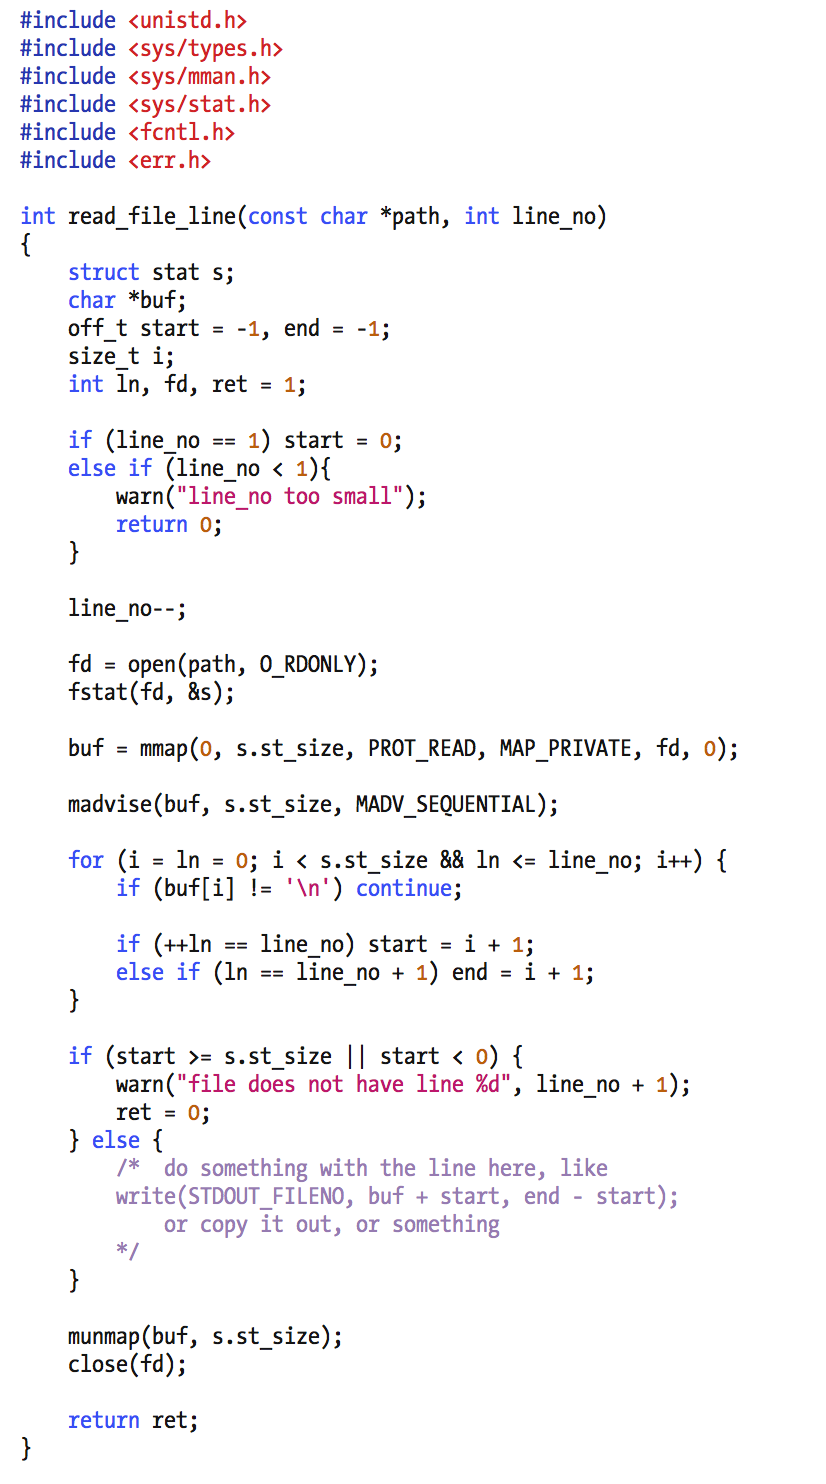 #include <unistd.h>
#include <sys/types.h>
#include <sys/mman.h>
#include <sys/stat.h>
#include <fcntl.h>
#include <err.h>

int read_file_line(const char *path, int line_no)
{
    struct stat s;
    char *buf;
    off_t start = -1, end = -1;
    size_t i;
    int ln, fd, ret = 1;

    if (line_no == 1) start = 0;
    else if (line_no < 1){
        warn("line_no too small");
        return 0;
    }

    line_no--;

    fd = open(path, O_RDONLY);
    fstat(fd, &s);

    buf = mmap(0, s.st_size, PROT_READ, MAP_PRIVATE, fd, 0);

    madvise(buf, s.st_size, MADV_SEQUENTIAL);

    for (i = ln = 0; i < s.st_size && ln <= line_no; i++) {
        if (buf[i] != '\n') continue;

        if (++ln == line_no) start = i + 1;
        else if (ln == line_no + 1) end = i + 1;
    }

    if (start >= s.st_size || start < 0) {
        warn("file does not have line %d", line_no + 1);
        ret = 0;
    } else {
        /*  do something with the line here, like
        write(STDOUT_FILENO, buf + start, end - start);
            or copy it out, or something
        */
    }

    munmap(buf, s.st_size);
    close(fd);

    return ret;
}